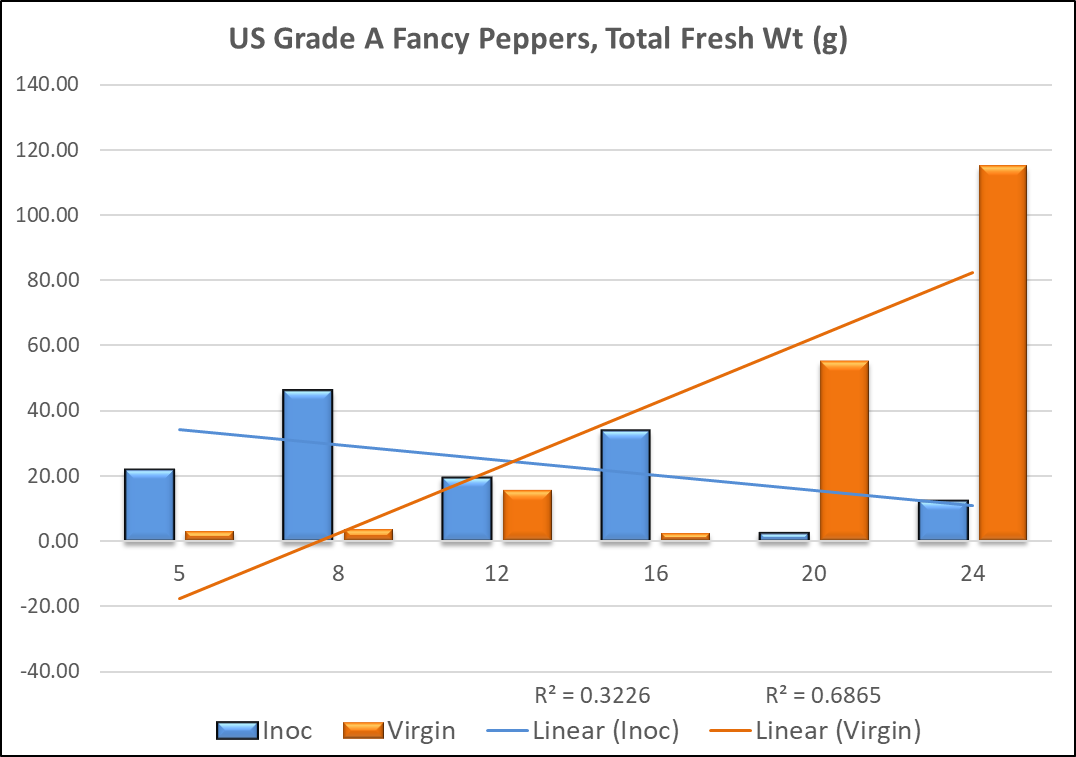 US Grade A Fancy Peppers, Total Fresh Wt (g)
140.00
120.00
100.00
80.00
60.00
40.00
20.00
0.00
-20.00
-40.00
5 8 12 16 20 24
R² = 0.3226 R² = 0.6865
Inoc Virgin Linear (Inoc) Linear (Virgin)